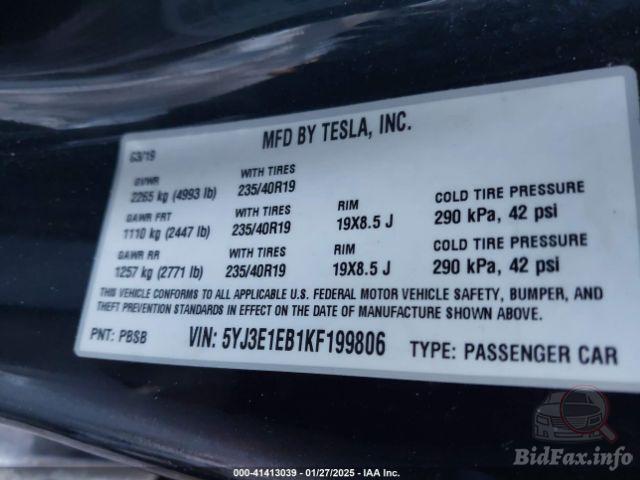 MFD BY TESLA, INC.
03/19
GVWR WITH TIRES
2265 kg (4993 lb) 235/40R19
GAWR FRT WITH TIRES RIM COLD TIRE PRESSURE
1110 kg (2447 lb) 235/40R19 19X8.5 J 290 kPa, 42 psi
GAWR RR WITH TIRES RIM COLD TIRE PRESSURE
1257 kg (2771 lb) 235/40R19 19X8.5 J 290 kPa, 42 psi
THIS VEHICLE CONFORMS TO ALL APPLICABLE U.S. FEDERAL MOTOR VEHICLE SAFETY, BUMPER, AND
THEFT PREVENTION STANDARDS IN EFFECT ON THE DATE OF MANUFACTURE SHOWN ABOVE.
PNT: PBSB VIN: 5YJ3E1EB1KF199806 TYPE: PASSENGER CAR
BidFax.info
000-41413039 - 01/27/2025 - IAA Inc.